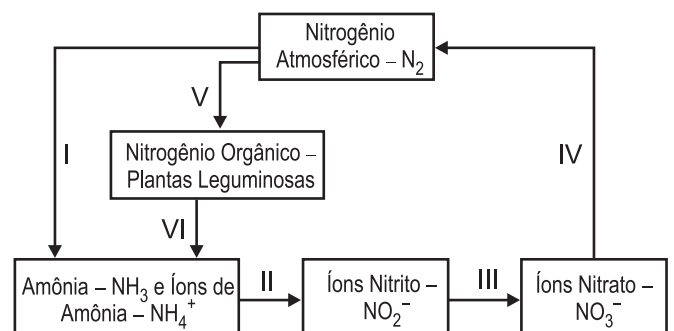 Nitrogênio
Atmosférico – N₂
V
Nitrogênio Orgânico –
Plantas Leguminosas
I
IV
VI
Amônia – NH₃ e Íons de
Amônia – NH₄⁺
II
Íons Nitrito –
NO₂⁻
III
Íons Nitrato –
NO₃⁻